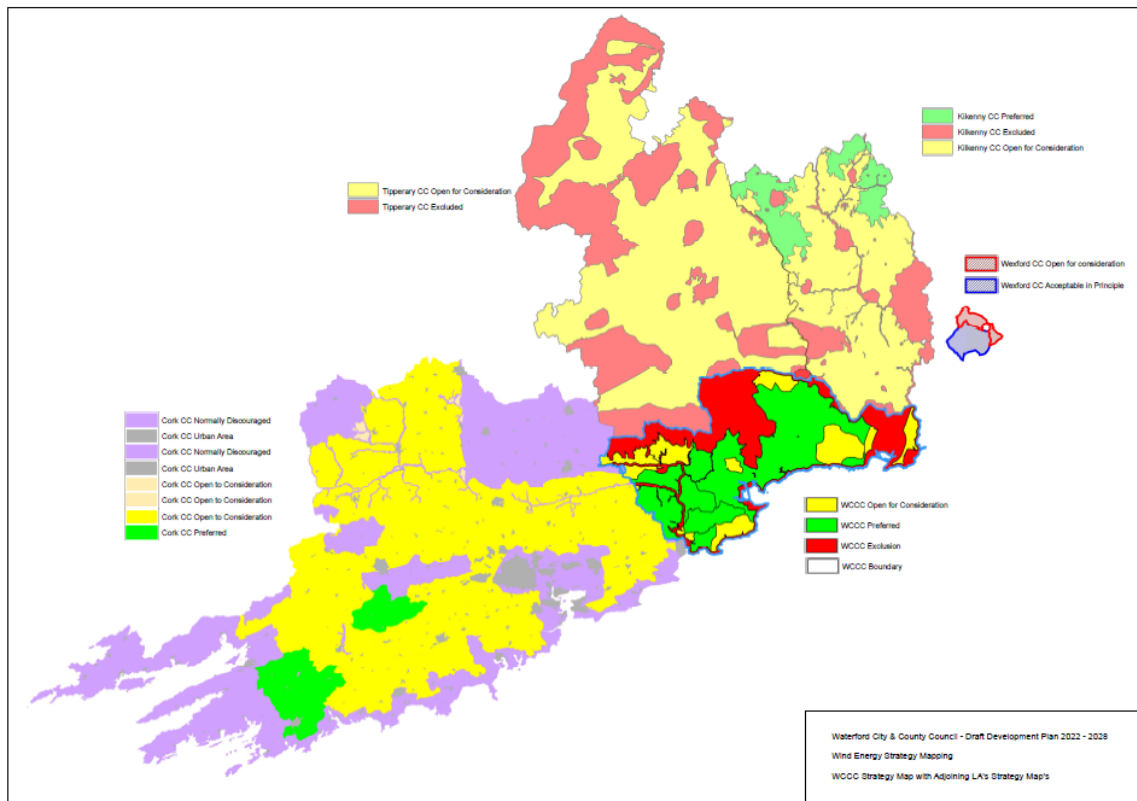 Kilkenny CC Preferred
Kilkenny CC Excluded
Kilkenny CC Open for Consideration
Tipperary CC Open for Consideration
Tipperary CC Excluded
Wexford CC Open for consideration
Wexford CC Acceptable in Principle
Cork CC Normally Discouraged
Cork CC Urban Area
Cork CC Normally Discouraged
Cork CC Urban Area
Cork CC Open to Consideration
Cork CC Open to Consideration
Cork CC Open to Consideration
Cork CC Preferred
WCCC Open for Consideration
WCCC Preferred
WCCC Exclusion
WCCC Boundary
Waterford City & County Council - Draft Development Plan 2022 - 2028
Wind Energy Strategy Mapping
WCCC Strategy Map with Adjoining LA's Strategy Map's